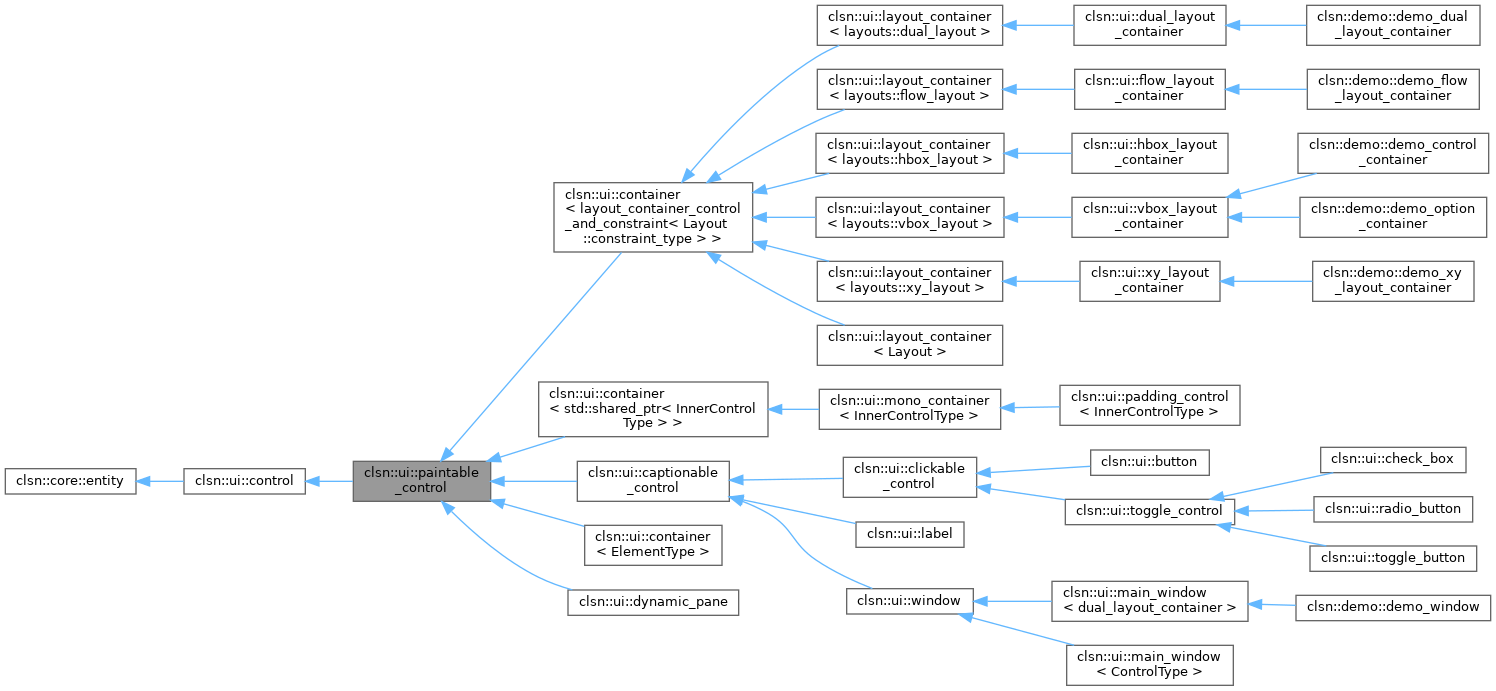 clsn::ui::layout_container
< layouts::dual_layout >
clsn::ui::dual_layout
_container
clsn::demo::demo_dual
_layout_container
clsn::ui::layout_container
< layouts::flow_layout >
clsn::ui::flow_layout
_container
clsn::demo::demo_flow
_layout_container
clsn::ui::layout_container
< layouts::hbox_layout >
clsn::ui::hbox_layout
_container
clsn::demo::demo_control
_container
clsn::ui::container
< layout_container_control
_and_constraint< Layout
::constraint_type > >
clsn::ui::layout_container
< layouts::vbox_layout >
clsn::ui::vbox_layout
_container
clsn::demo::demo_option
_container
clsn::ui::layout_container
< layouts::xy_layout >
clsn::ui::xy_layout
_container
clsn::demo::demo_xy
_layout_container
clsn::ui::layout_container
< Layout >
clsn::ui::container
< std::shared_ptr< InnerControl
Type > >
clsn::ui::mono_container
< InnerControlType >
clsn::ui::padding_control
< InnerControlType >
clsn::core::entity
clsn::ui::control
clsn::ui::paintable
_control
clsn::ui::captionable
_control
clsn::ui::clickable
_control
clsn::ui::button
clsn::ui::check_box
clsn::ui::toggle_control
clsn::ui::radio_button
clsn::ui::container
< ElementType >
clsn::ui::label
clsn::ui::toggle_button
clsn::ui::dynamic_pane
clsn::ui::window
clsn::ui::main_window
< dual_layout_container >
clsn::demo::demo_window
clsn::ui::main_window
< ControlType >